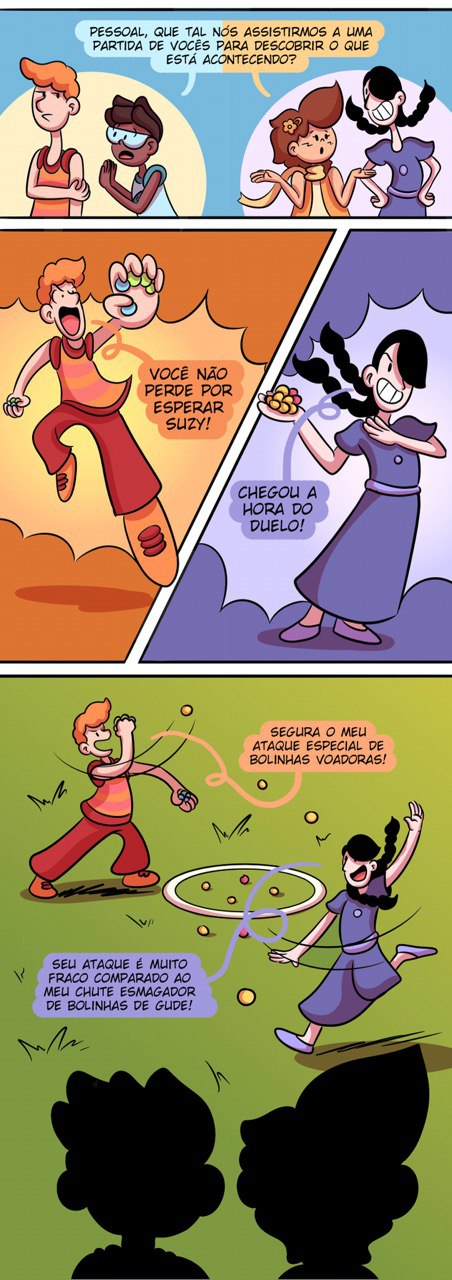 PESSOAL, QUE TAL NÓS ASSISTIRMOS A UMA
PARTIDA DE VOCÊS PARA DESCOBRIR O QUE
ESTÁ ACONTECENDO?
VOCÊ NÃO
PERDE POR
ESPERAR
SUZY!
CHEGOU A
HORA DO
DUELO!
SEGURA O MEU
ATAQUE ESPECIAL DE
BOLINHAS VOADORAS!
SEU ATAQUE É MUITO
FRACO COMPARADO AO
MEU CHUTE ESMAGADOR
DE BOLINHAS DE GUDE!